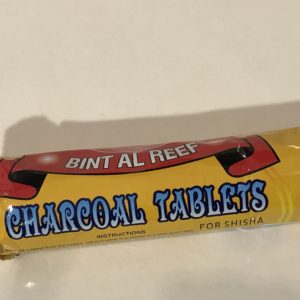 BINT AL REEF
CHARCOAL TABLETS
FOR SHISHA
INSTRUCTIONS